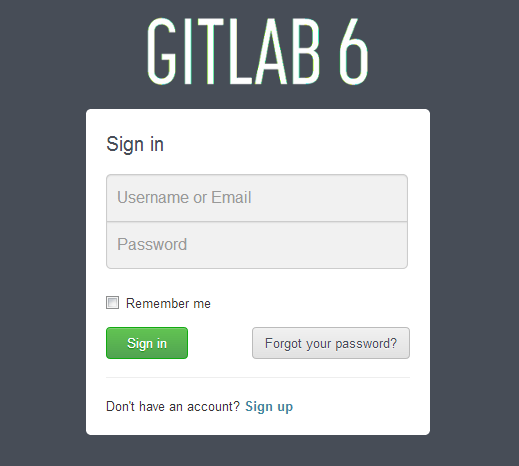 GITLAB 6
Sign in
Username or Email
Password
Remember me
Sign in
Forgot your password?
Don't have an account? Sign up